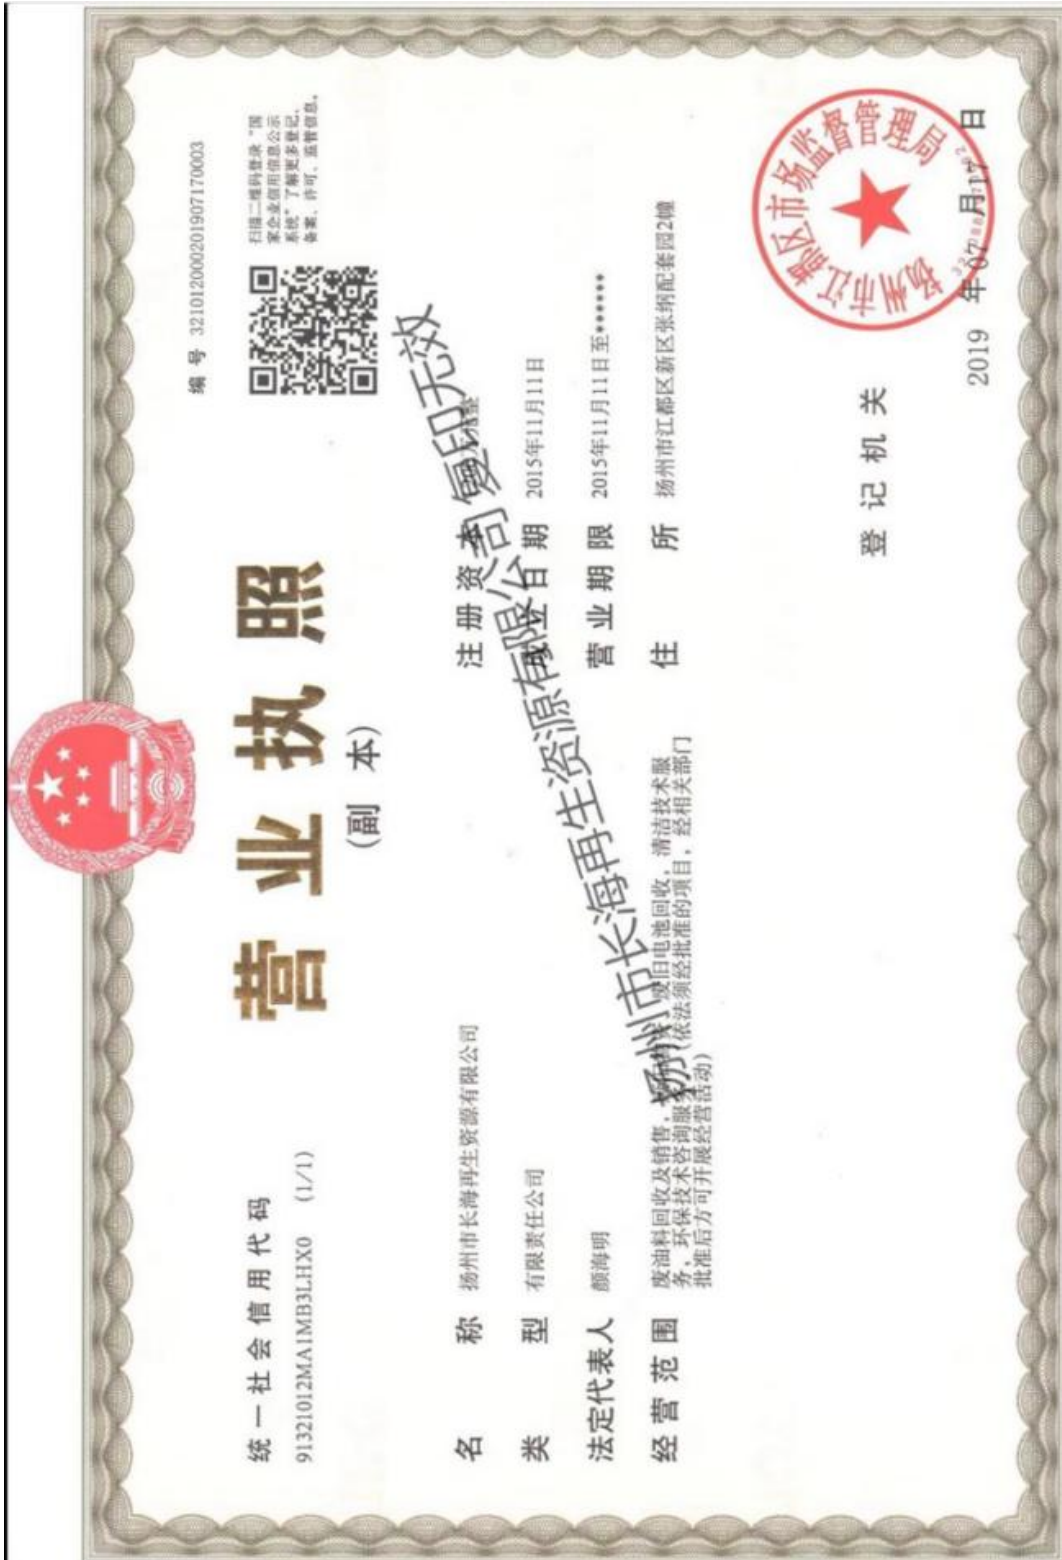 编 号 321012000201907170003
扫描二维码登录“国
家企业信用信息公示
系统”了解更多登记、
备案、许可、监管信息。
统 一 社 会 信 用 代 码
91321012MA1MB3LHX0 (1/1)
营 业 执 照
(副 本)
名 称 扬州市长海再生资源有限公司
类 型 有限责任公司
法定代表人 颜海明
经 营 范 围 废油料回收及销售，废旧电池回收，清洁技术服
务，环保技术咨询服务(依法须经批准的项目，经相关部门
批准后方可开展经营活动)
注 册 资 本
成 立 日 期 2015年11月11日
营 业 期 限 2015年11月11日至******
住 所 扬州市江都区新区张纲配套园2幢
扬州市长海再生资源有限公司复印无效
登 记 机 关
扬州市江都区市场监督管理局
2019 年 07 月 17 日